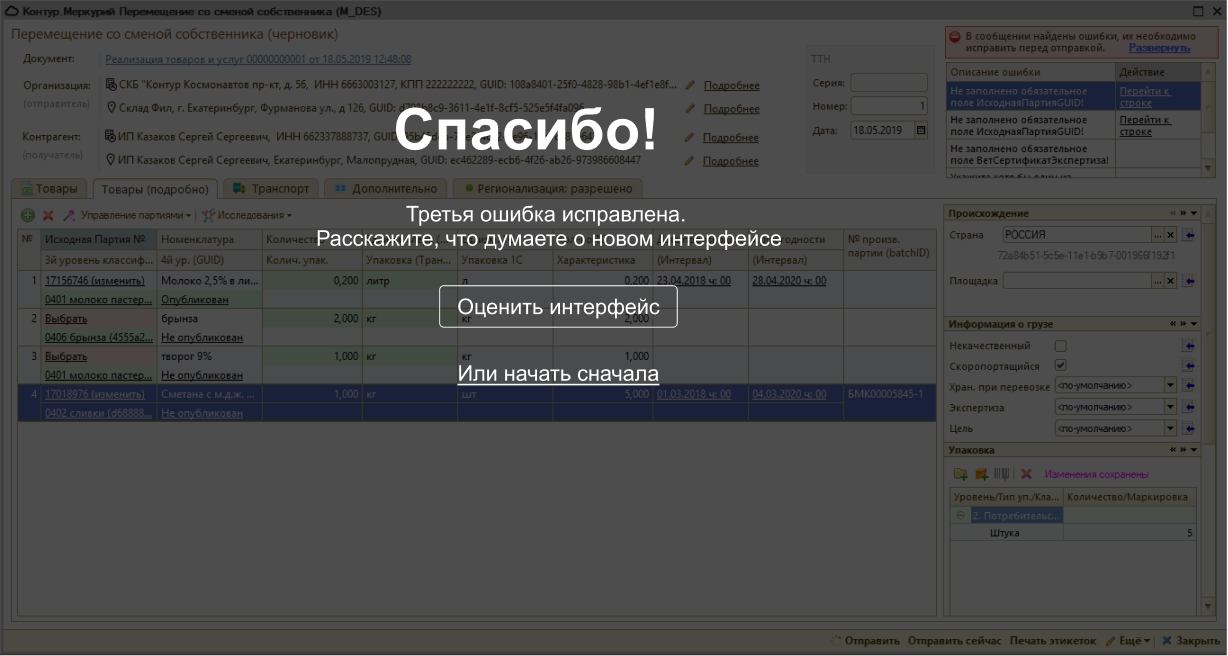 Контур.Меркурий Перемещение со сменой собственника (M_DES)
Перемещение со сменой собственника (черновик)
Документ: Реализация товаров и услуг 00000000001 от 18.05.2019 12:48:08
Организация: СКБ "Контур Космонавтов пр-кт, д. 56, ИНН 6663003127, КПП 222222222, GUID: 108a8401-25f0-4828-98b1-4ef1e8f... Подробнее
(отправитель) Склад Фил, г. Екатеринбург, Фурманова ул., д 126, GUID: Подробнее
Контрагент: ИП Казаков Сергей Сергеевич, ИНН 662337888737, GUID: Подробнее
(получатель) ИП Казаков Сергей Сергеевич, Екатеринбург, Малопрудная, GUID: ec462289-ecb6-4f26-ab26-973986608447 Подробнее
ТТН
Серия:
Номер: 1
Дата: 18.05.2019
В сообщении найдены ошибки, их необходимо
исправить перед отправкой. Развернуть
Описание ошибки Действие
Не заполнено обязательное Перейти к
поле ИсходнаяПартияGUID! строке
Не заполнено обязательное Перейти к
поле ИсходнаяПартияGUID! строке
Не заполнено обязательное
поле ВетСертификатЭкспертиза!
Спасибо!
Третья ошибка исправлена.
Расскажите, что думаете о новом интерфейсе
Оценить интерфейс
Или начать сначала
Товары Товары (подробно) Транспорт Дополнительно Регионализация: разрешено
Управление партиями Исследования
№ Исходная Партия № Номенклатура № произв.
3й уровень классиф... 4й ур. (GUID) Колич. упак. Упаковка (Тран... Упаковка 1С Характеристика (Интервал) (Интервал) партии (batchID)
1 17156746 (изменить) Молоко 2,5% в ли... 0,200 литр л 0,200 23.04.2019 ч: 00 28.04.2020 ч: 00
0401 молоко пастер... Опубликован
2 Выбрать брынза 2,000 кг кг 2,000
0406 брынза (4555a2... Не опубликован
3 Выбрать творог 9% 1,000 кг кг 1,000
0401 молоко пастер... Не опубликован
4 17018976 (изменить) Сметана с м.д.ж. ... 1,000 кг шт 5,000 01.03.2018 ч: 00 04.03.2020 ч: 00 БМК00005845-1
0402 сливки (d68888... Не опубликован
Происхождение
Страна РОССИЯ
72a84b51-5c5e-11e1-b9b7-001966f192f1
Площадка
Информация о грузе
Некачественный
Скоропортящийся
Хран. при перевозке <по-умолчанию>
Экспертиза <по-умолчанию>
Цель <по-умолчанию>
Упаковка
Изменения сохранены
Уровень/Тип уп./Кла... Количество/Маркировка
2. Потребительс...
Штука 5
Отправить Отправить сейчас Печать этикеток Ещё Закрыть